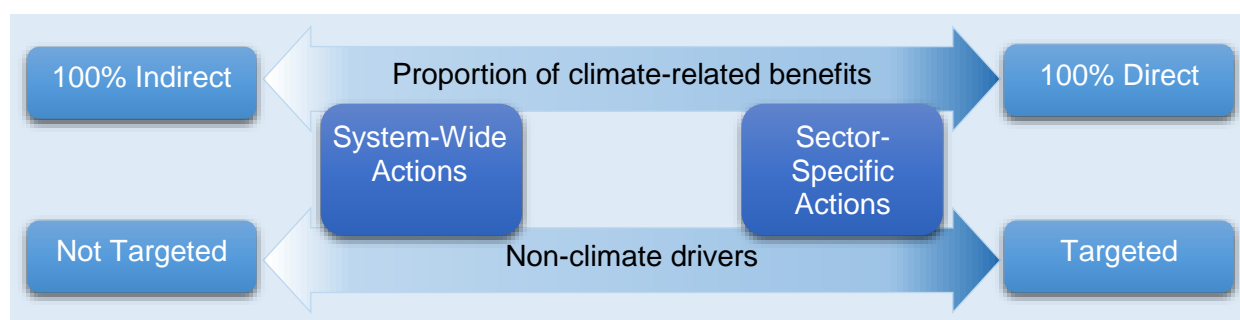 100% Indirect
Proportion of climate-related benefits
100% Direct
System-Wide
Actions
Sector-
Specific
Actions
Not Targeted
Non-climate drivers
Targeted